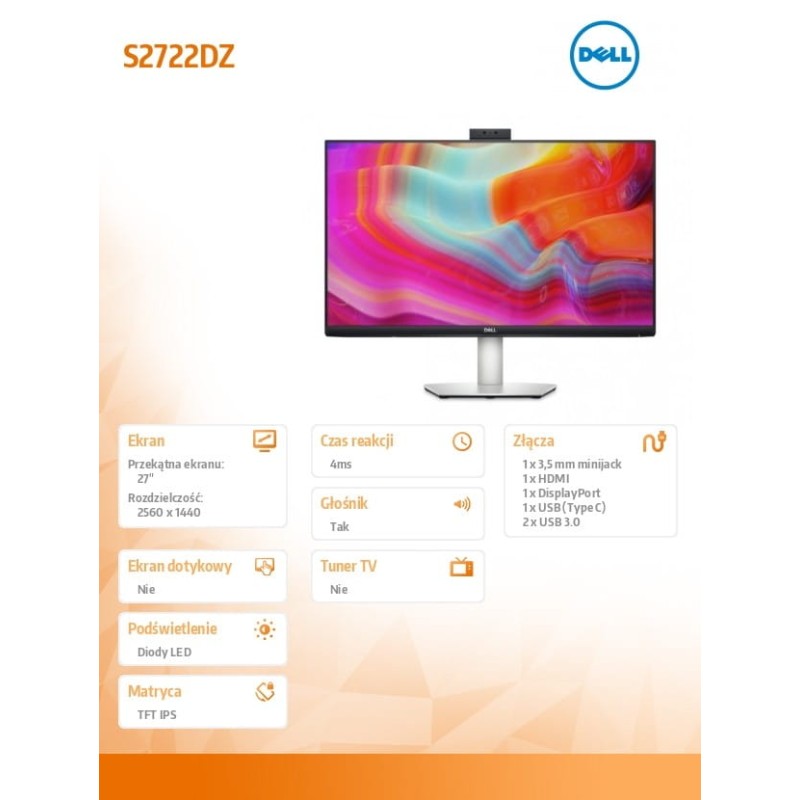 S2722DZ
DELL
DELL
Ekran
Przekątna ekranu:
27"
Rozdzielczość:
2560 x 1440
Czas reakcji
4ms
Głośnik
Tak
Złącza
1 x 3,5 mm minijack
1 x HDMI
1 x DisplayPort
1 x USB (Type C)
2 x USB 3.0
Ekran dotykowy
Nie
Tuner TV
Nie
Podświetlenie
Diody LED
Matryca
TFT IPS